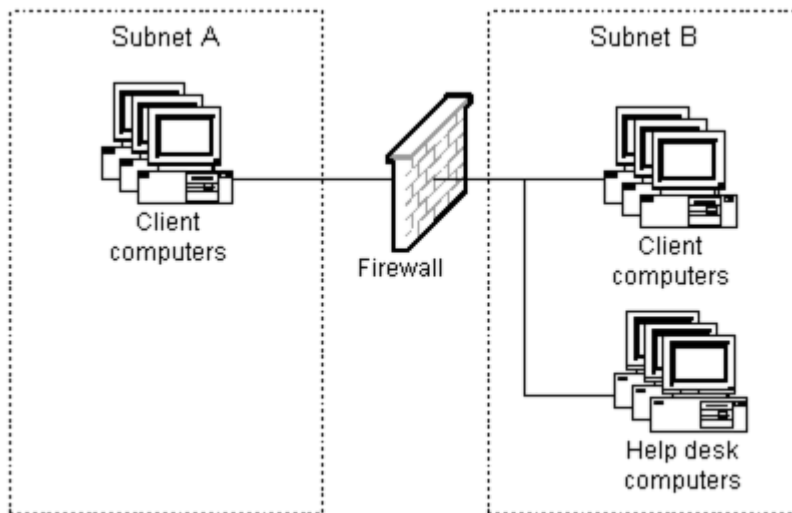 Subnet A
Subnet B
Client
computers
Firewall
Client
computers
Help desk
computers